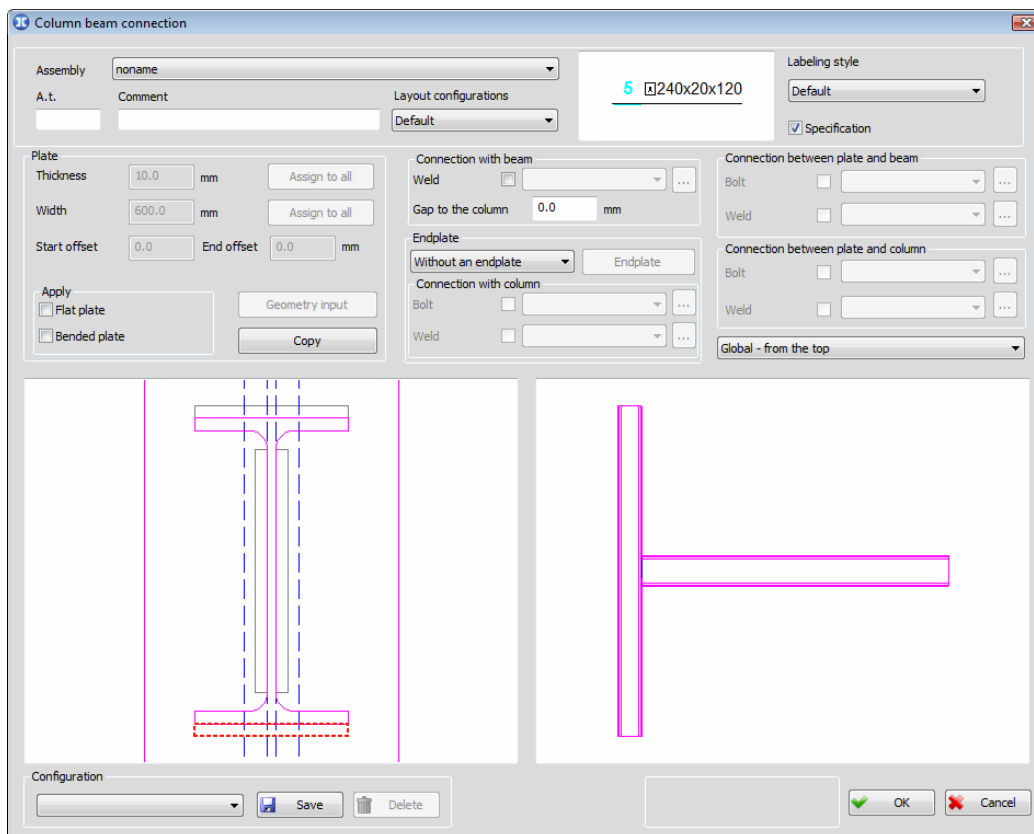 Column beam connection
Assembly
noname
A.t.
Comment
Layout configurations
Default
5 I 240x20x120
Labeling style
Default
Specification
Plate
Thickness
10.0
mm
Assign to all
Width
600.0
mm
Assign to all
Start offset
0.0
End offset
0.0
mm
Apply
Flat plate
Bended plate
Geometry input
Copy
Connection with beam
Weld
...
Gap to the column
0.0
mm
Endplate
Without an endplate
Endplate
Connection with column
Bolt
...
Weld
...
Connection between plate and beam
Bolt
...
Weld
...
Connection between plate and column
Bolt
...
Weld
...
Global - from the top
Configuration
Save
Delete
OK
Cancel